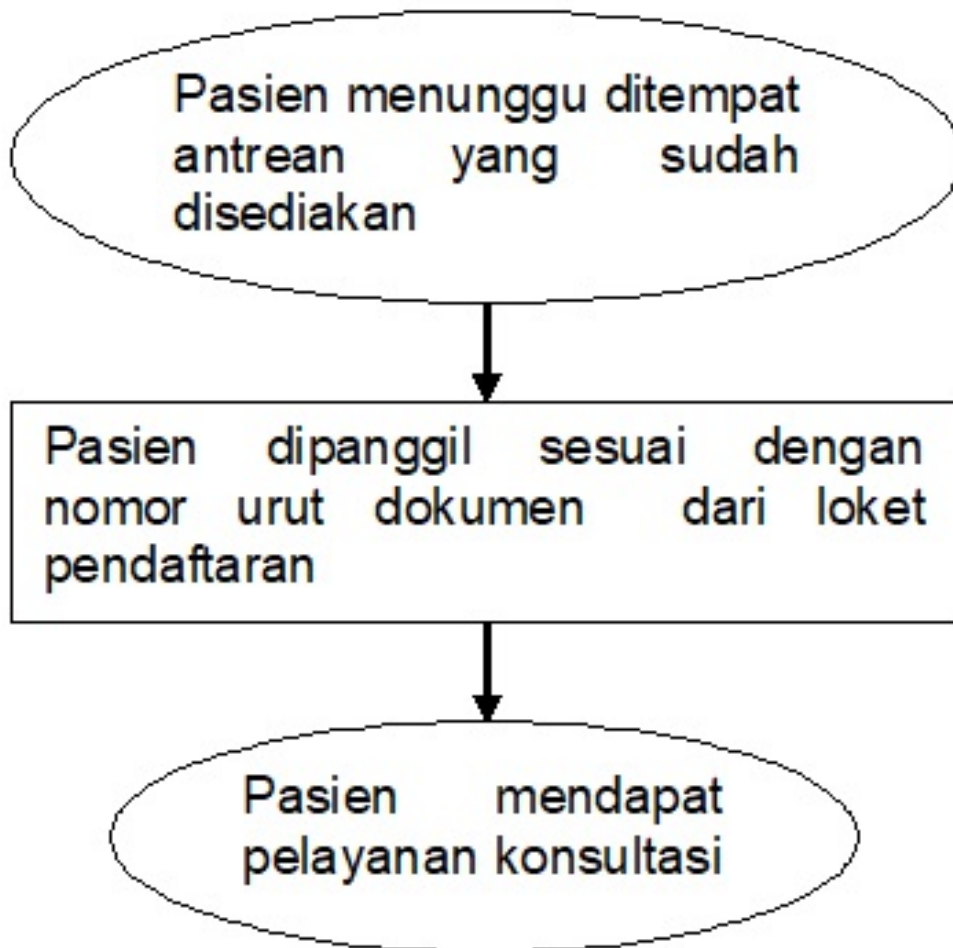 Pasien menunggu ditempat
antrean yang sudah
disediakan
Pasien dipanggil sesuai dengan
nomor urut dokumen dari loket
pendaftaran
Pasien mendapat
pelayanan konsultasi